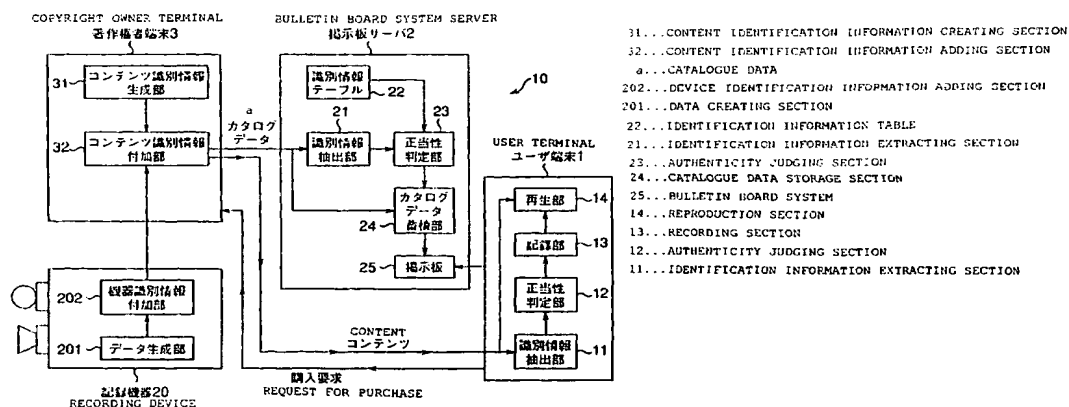 COPYRIGHT OWNER TERMINAL
著作権者端末3
31
コンテンツ識別情報
生成部
32
コンテンツ識別情報
付加部
a
カタログ
データ
BULLETIN BOARD SYSTEM SERVER
掲示板サーバ2
識別情報
テーブル
22
21
識別情報
抽出部
23
正当性
判定部
カタログ
データ
蓄積部
24
25
掲示板
10
USER TERMINAL
ユーザ端末1
再生部
14
記録部
13
正当性
判定部
12
識別情報
抽出部
11
202
機器識別情報
付加部
201
データ生成部
記録機器20
RECORDING DEVICE
CONTENT
コンテンツ
購入要求
REQUEST FOR PURCHASE
31...CONTENT IDENTIFICATION INFORMATION CREATING SECTION
32...CONTENT IDENTIFICATION INFORMATION ADDING SECTION
a...CATALOGUE DATA
202...DEVICE IDENTIFICATION INFORMATION ADDING SECTION
201...DATA CREATING SECTION
22...IDENTIFICATION INFORMATION TABLE
21...IDENTIFICATION INFORMATION EXTRACTING SECTION
23...AUTHENTICITY JUDGING SECTION
24...CATALOGUE DATA STORAGE SECTION
25...BULLETIN BOARD SYSTEM
14...REPRODUCTION SECTION
13...RECORDING SECTION
12...AUTHENTICITY JUDGING SECTION
11...IDENTIFICATION INFORMATION EXTRACTING SECTION